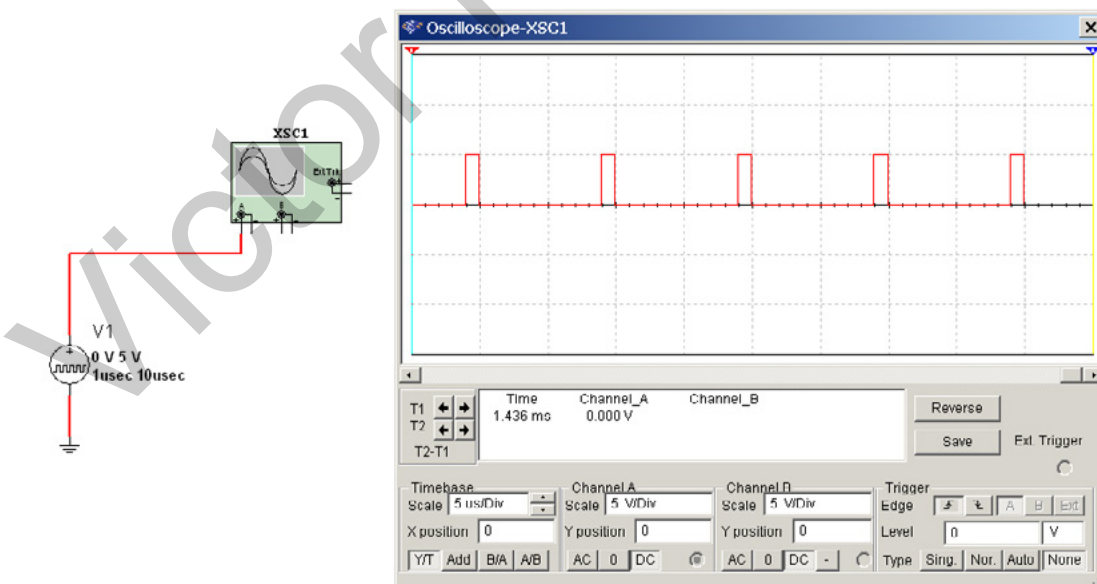 Victor
Oscilloscope-XSC1
XSC1
Ext Trig
A B
V1
0 V 5 V
1usec 10usec
Time Channel_A Channel_B
T1 1.436 ms 0.000 V
T2
T2-T1
Reverse
Save
Ext. Trigger
Timebase
Scale 5 us/Div
X position 0
Y/T Add B/A A/B
Channel A
Scale 5 V/Div
Y position 0
AC 0 DC
Channel B
Scale 5 V/Div
Y position 0
AC 0 DC -
Trigger
Edge A B Ext
Level 0 V
Type Sing. Nor. Auto None